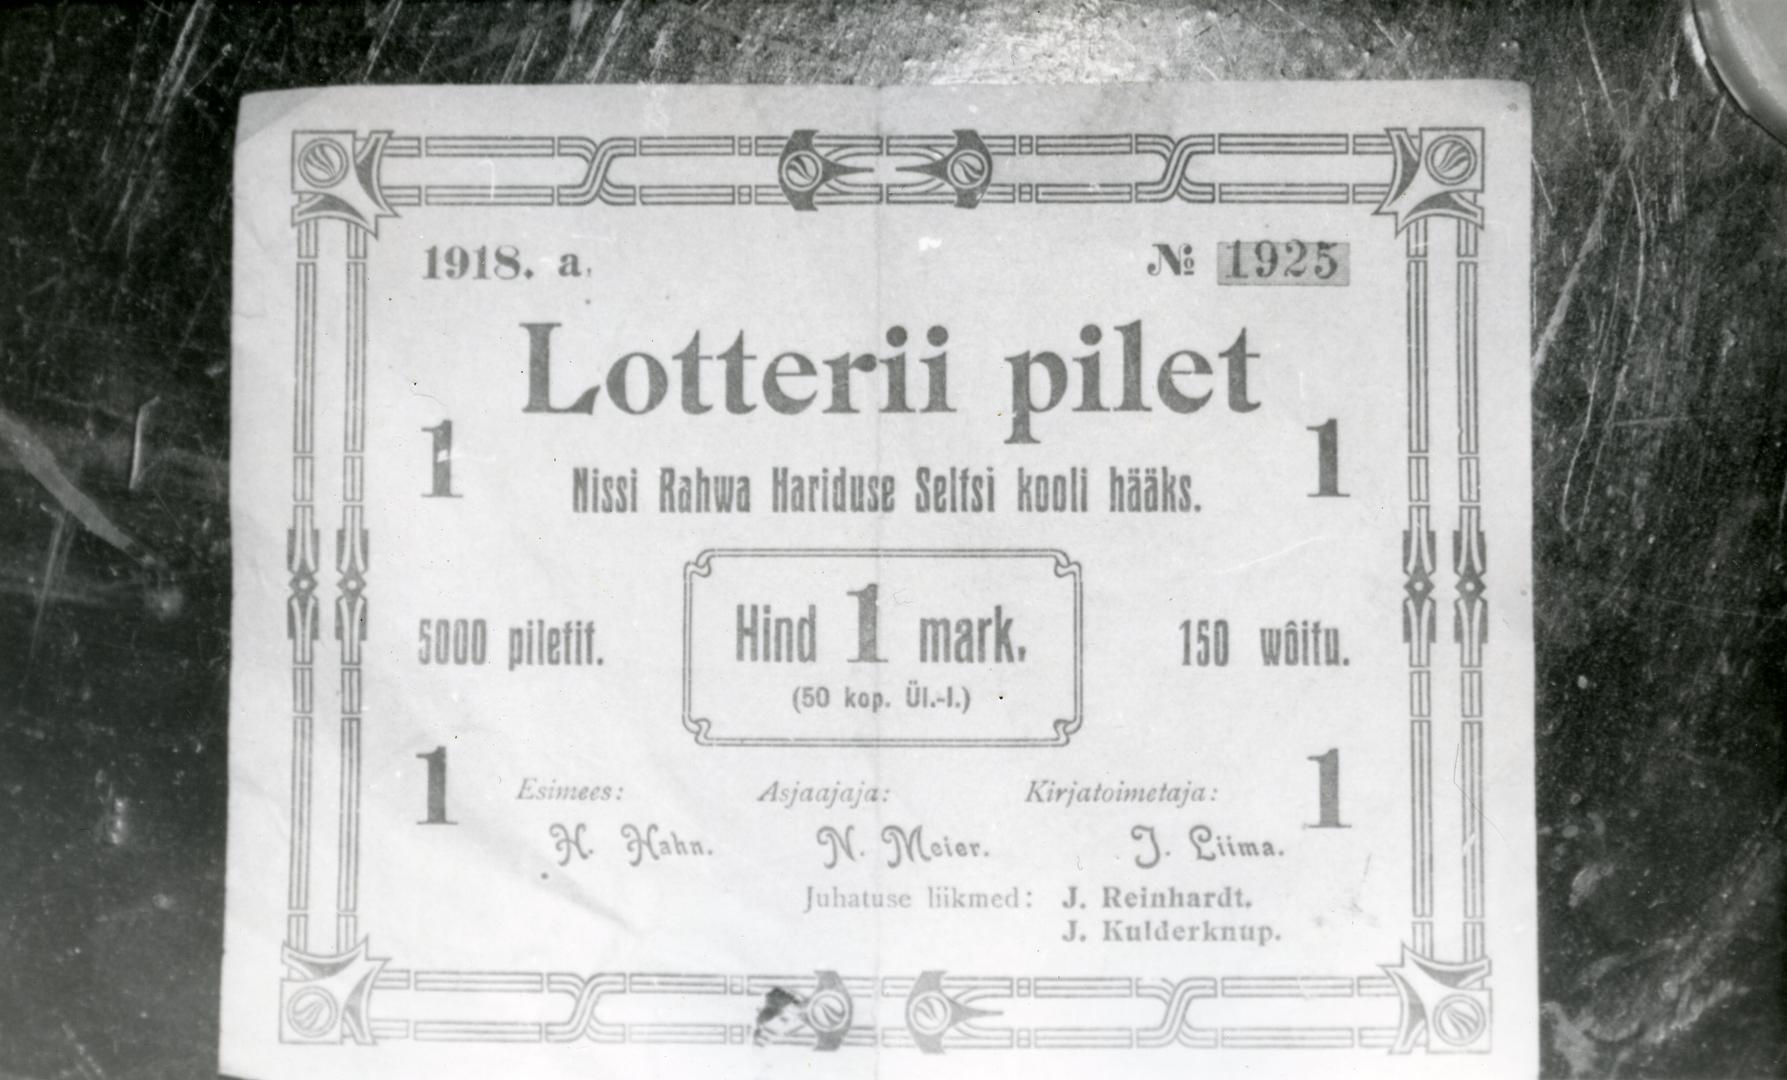 1918. a. № 1925
Lotterii pilet
1 1
Nissi Rahwa Hariduse Seltsi kooli hääks.
5000 piletit. Hind 1 mark. 150 wôitu.
(50 kop. Ül.-l.)
1 1
Esimees: Asjaajaja: Kirjatoimetaja:
H. Hahn. N. Meier. J. Liima.
Juhatuse liikmed: J. Reinhardt.
J. Kulderknup.